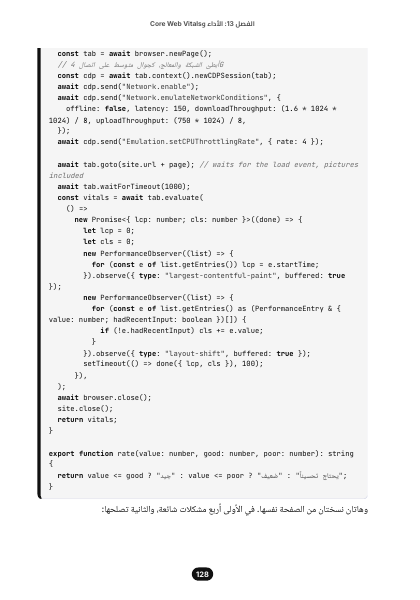 الفصل 13: الأداء وCore Web Vitals
const tab = await browser.newPage();
// أبطئ الشبكة والمعالج، كجوال متوسط على اتصال 4G
const cdp = await tab.context().newCDPSession(tab);
await cdp.send("Network.enable");
await cdp.send("Network.emulateNetworkConditions", {
offline: false, latency: 150, downloadThroughput: (1.6 * 1024 *
1024) / 8, uploadThroughput: (750 * 1024) / 8,
});
await cdp.send("Emulation.setCPUThrottlingRate", { rate: 4 });
await tab.goto(site.url + page); // waits for the load event, pictures
included
await tab.waitForTimeout(1000);
const vitals = await tab.evaluate(
() =>
new Promise<{ lcp: number; cls: number }>((done) => {
let lcp = 0;
let cls = 0;
new PerformanceObserver((list) => {
for (const e of list.getEntries()) lcp = e.startTime;
}).observe({ type: "largest-contentful-paint", buffered: true
});
new PerformanceObserver((list) => {
for (const e of list.getEntries() as (PerformanceEntry & {
value: number; hadRecentInput: boolean })[]) {
if (!e.hadRecentInput) cls += e.value;
}
}).observe({ type: "layout-shift", buffered: true });
setTimeout(() => done({ lcp, cls }), 100);
}),
);
await browser.close();
site.close();
return vitals;
}
export function rate(value: number, good: number, poor: number): string
{
return value <= good ? "جيد" : value <= poor ? "ضعيف" : "يحتاج تحسيناً";
}
وهاتان نسختان من الصفحة نفسها. في الأولى أربع مشكلات شائعة، والثانية تصلحها:
128